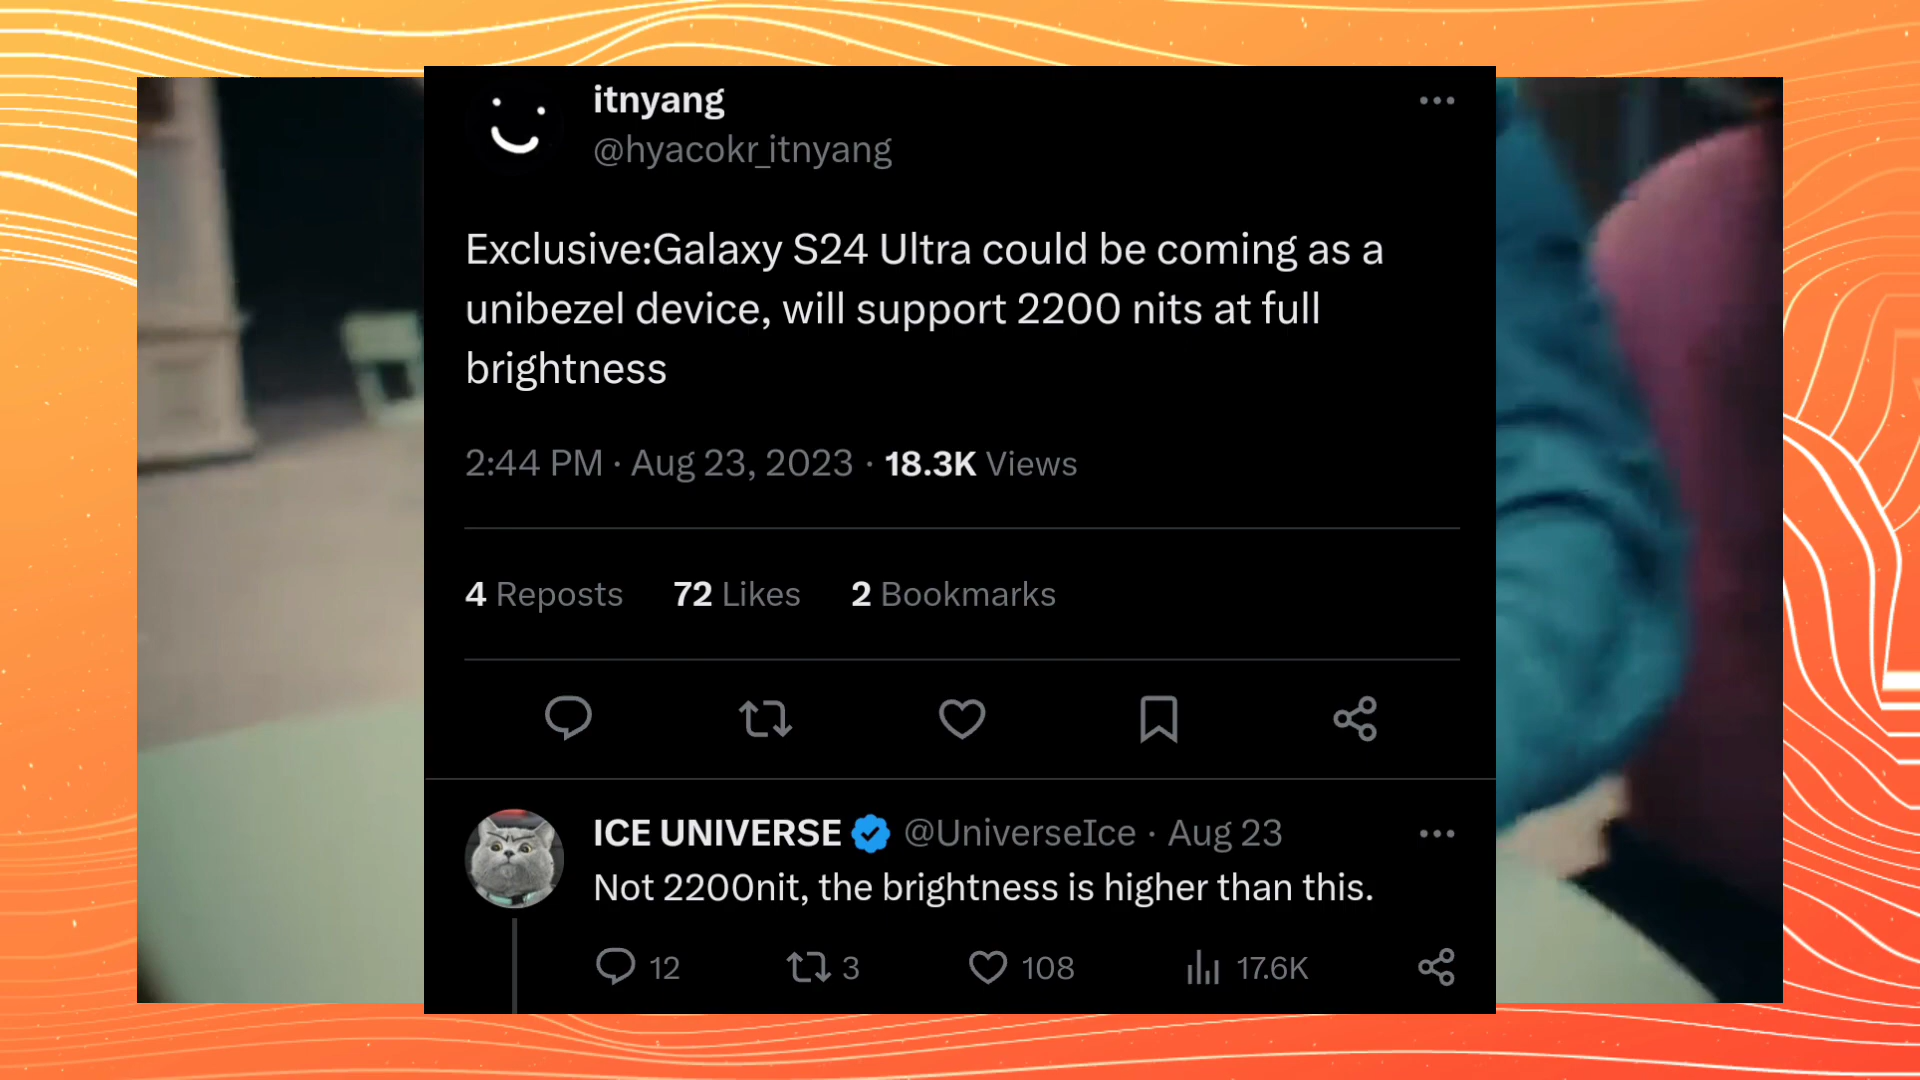 itnyang
@hyacokr_itnyang
Exclusive:Galaxy S24 Ultra could be coming as a
unibezel device, will support 2200 nits at full
brightness
2:44 PM · Aug 23, 2023 · 18.3K Views
4 Reposts 72 Likes 2 Bookmarks
ICE UNIVERSE @UniverseIce · Aug 23
Not 2200nit, the brightness is higher than this.
12 3 108 17.6K